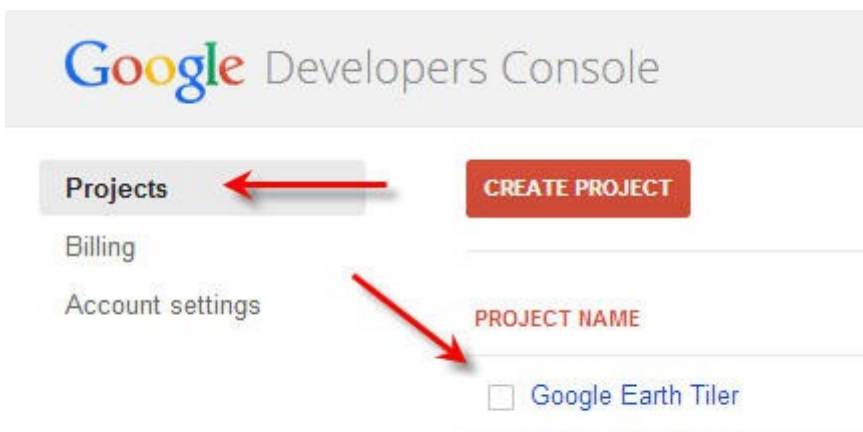 Google Developers Console
Projects
Billing
Account settings
CREATE PROJECT
PROJECT NAME
Google Earth Tiler